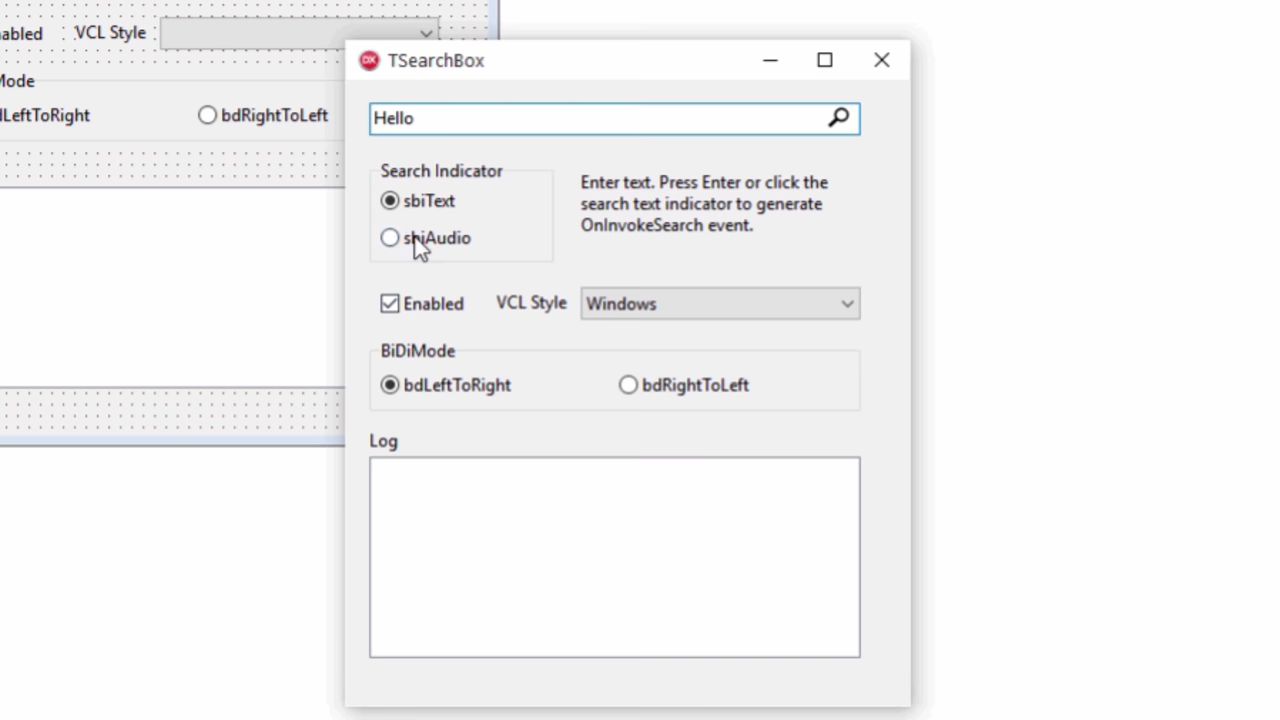 abled VCL Style
Mode
dLeftToRight bdRightToLeft
DX TSearchBox
Hello
Search Indicator
sbiText
sbiAudio
Enter text. Press Enter or click the
search text indicator to generate
OnInvokeSearch event.
Enabled VCL Style Windows
BiDiMode
bdLeftToRight bdRightToLeft
Log